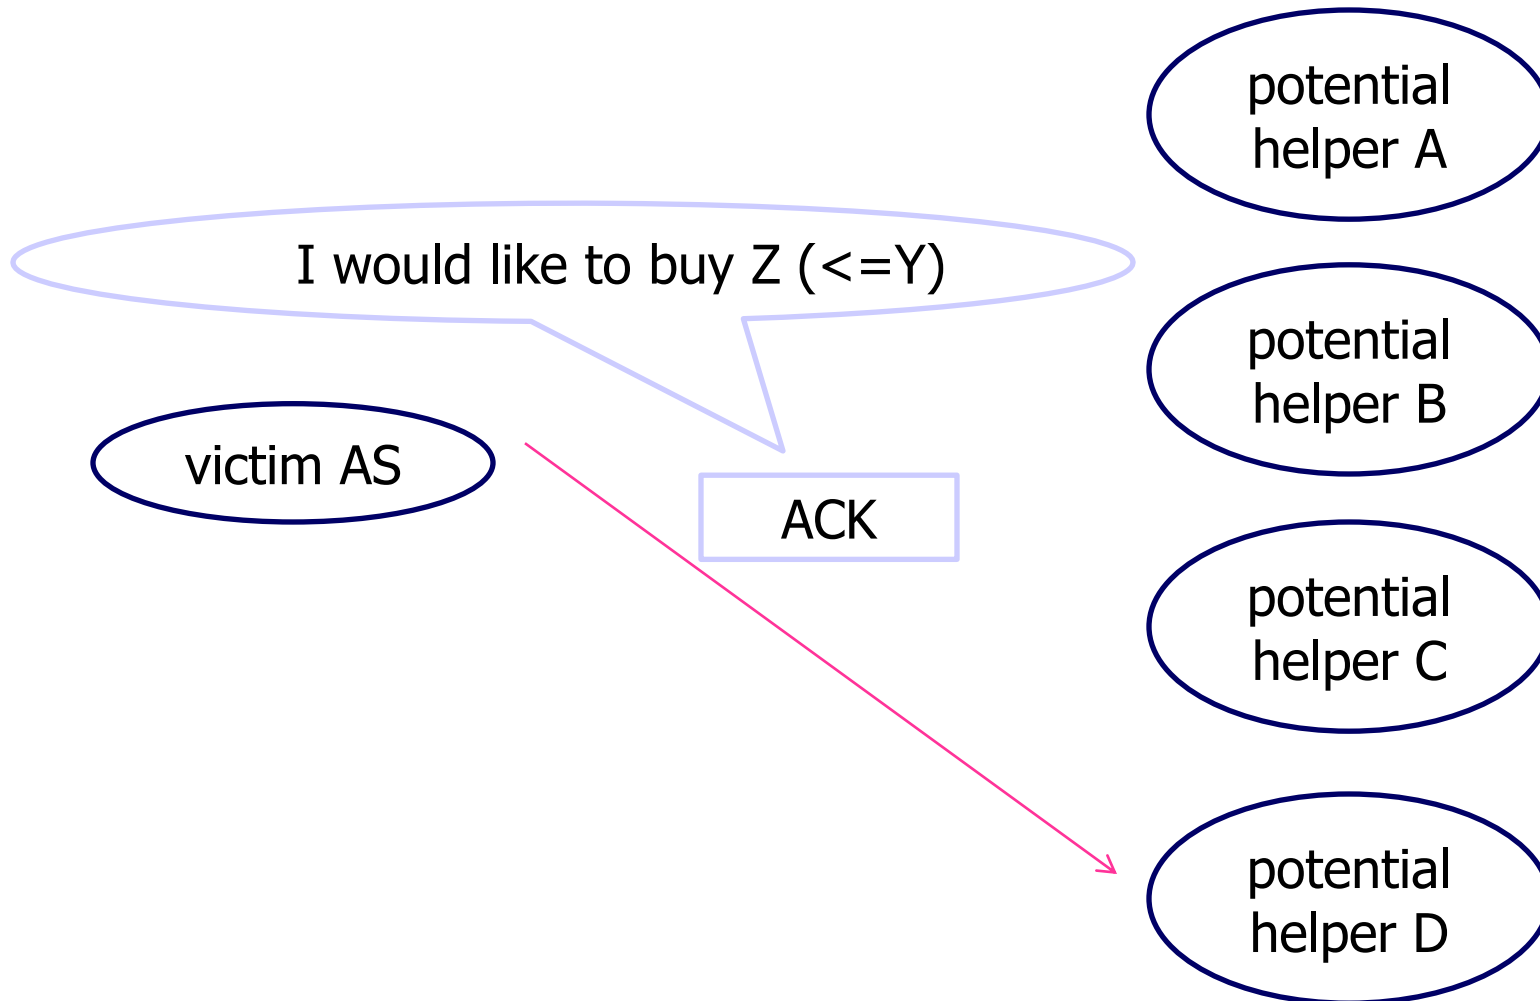 potential
helper A
I would like to buy Z (<=Y)
potential
helper B
victim AS
ACK
potential
helper C
potential
helper D